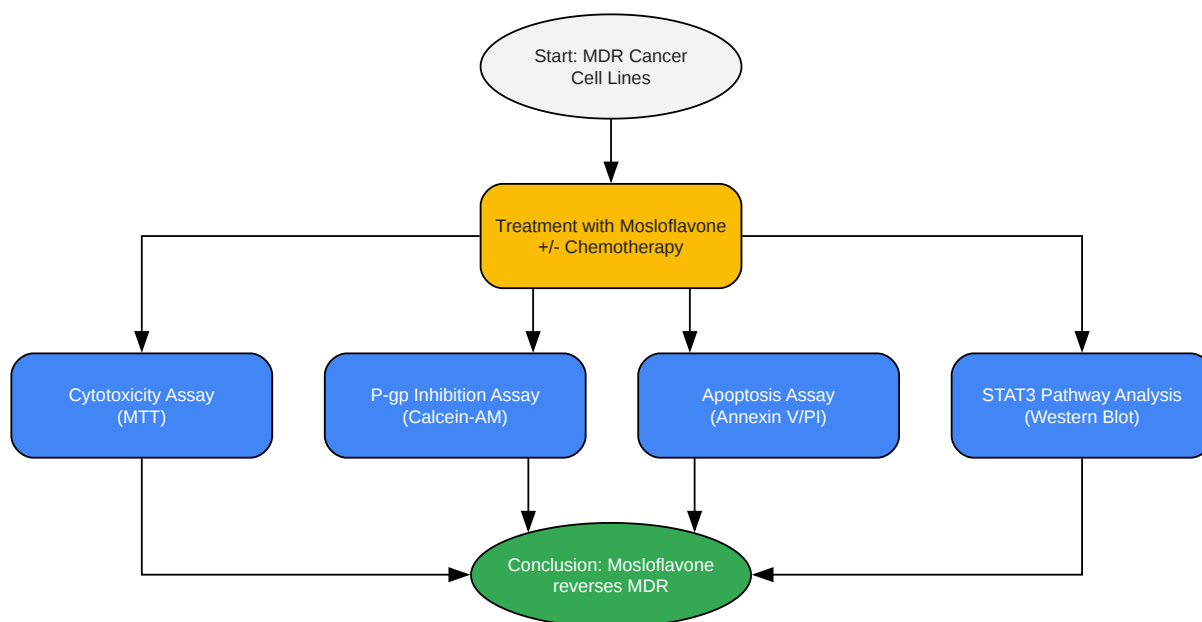 Start: MDR Cancer
Cell Lines
Treatment with Mosloflavone
+/- Chemotherapy
Cytotoxicity Assay
(MTT)
P-gp Inhibition Assay
(Calcein-AM)
Apoptosis Assay
(Annexin V/PI)
STAT3 Pathway Analysis
(Western Blot)
Conclusion: Mosloflavone
reverses MDR